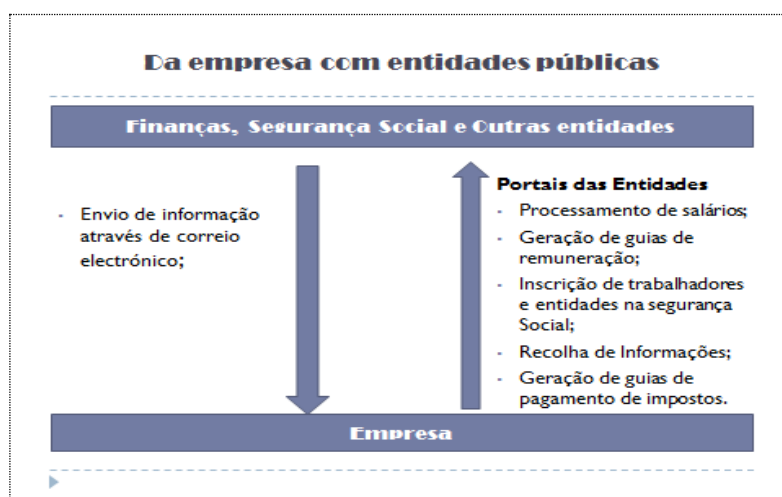 Da empresa com entidades públicas
Finanças, Segurança Social e Outras entidades
- Envio de informação
através de correio
electrónico;
Portais das Entidades
- Processamento de salários;
- Geração de guias de
remuneração;
- Inscrição de trabalhadores
e entidades na segurança
Social;
- Recolha de Informações;
- Geração de guias de
pagamento de impostos.
Empresa